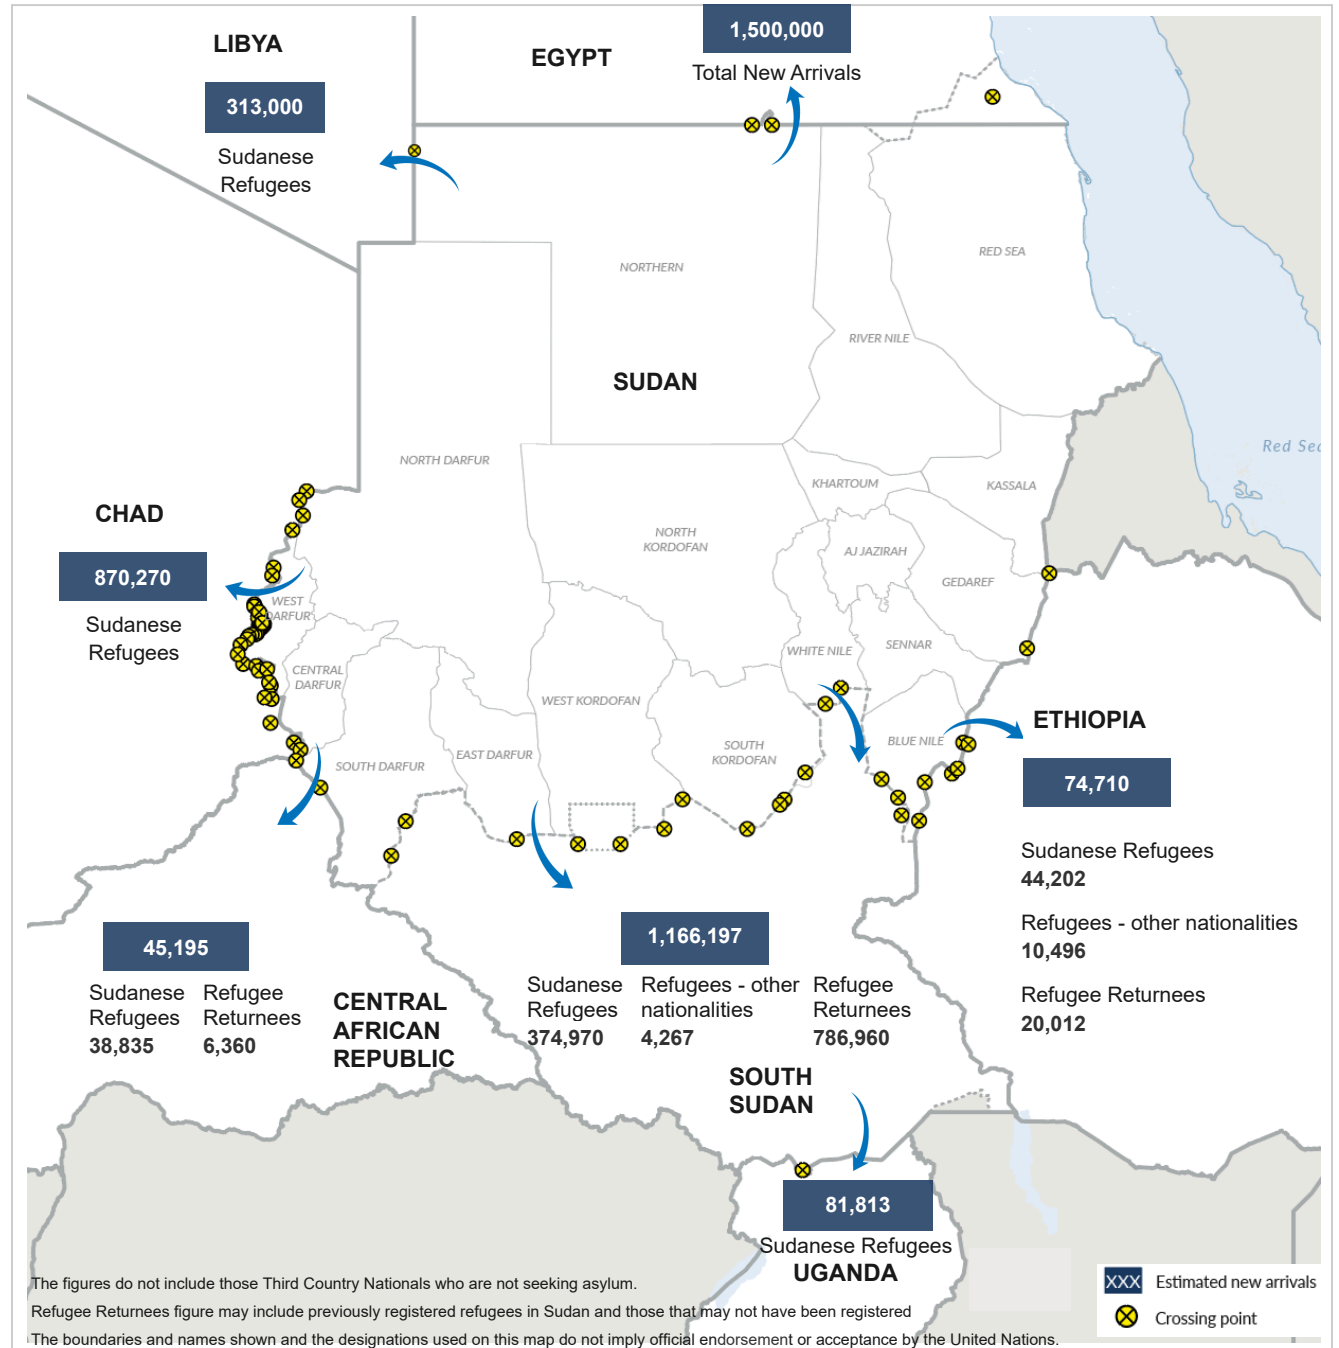 LIBYA
313,000
Sudanese
Refugees
EGYPT
1,500,000
Total New Arrivals
NORTHERN
RED SEA
RIVER NILE
SUDAN
Red Sea
NORTH DARFUR
KHARTOUM
KASSALA
CHAD
870,270
Sudanese
Refugees
NORTH
KORDOFAN
AJ JAZIRAH
GEDAREF
WEST
DARFUR
CENTRAL
DARFUR
WHITE NILE
SENNAR
WEST KORDOFAN
SOUTH DARFUR
EAST DARFUR
SOUTH
KORDOFAN
BLUE NILE
ETHIOPIA
74,710
Sudanese Refugees
44,202
Refugees - other nationalities
10,496
Refugee Returnees
20,012
45,195
Sudanese
Refugees
38,835
Refugee
Returnees
6,360
CENTRAL
AFRICAN
REPUBLIC
1,166,197
Sudanese
Refugees
374,970
Refugees - other
nationalities
4,267
Refugee
Returnees
786,960
SOUTH
SUDAN
81,813
Sudanese Refugees
UGANDA
XXX Estimated new arrivals
Crossing point
The figures do not include those Third Country Nationals who are not seeking asylum.
Refugee Returnees figure may include previously registered refugees in Sudan and those that may not have been registered
The boundaries and names shown and the designations used on this map do not imply official endorsement or acceptance by the United Nations.